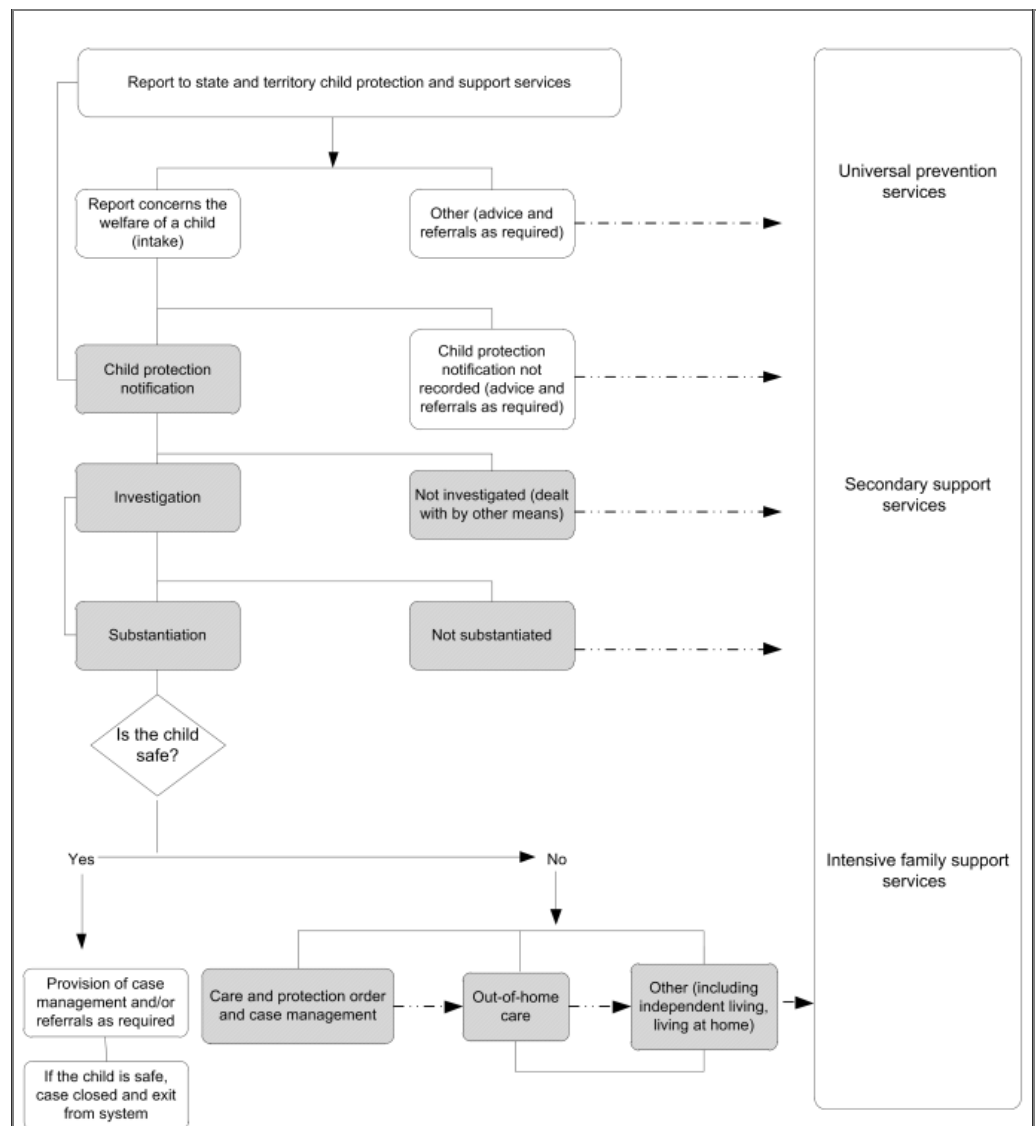 Report to state and territory child protection and support services
Universal prevention
services
Report concerns the
welfare of a child
(intake)
Other (advice and
referrals as required)
Child protection
notification
Child protection
notification not
recorded (advice and
referrals as required)
Investigation
Not investigated (dealt
with by other means)
Secondary support
services
Substantiation
Not substantiated
Is the child
safe?
Yes
No
Intensive family support
services
Provision of case
management and/or
referrals as required
Care and protection order
and case management
Out-of-home
care
Other (including
independent living,
living at home)
If the child is safe,
case closed and exit
from system